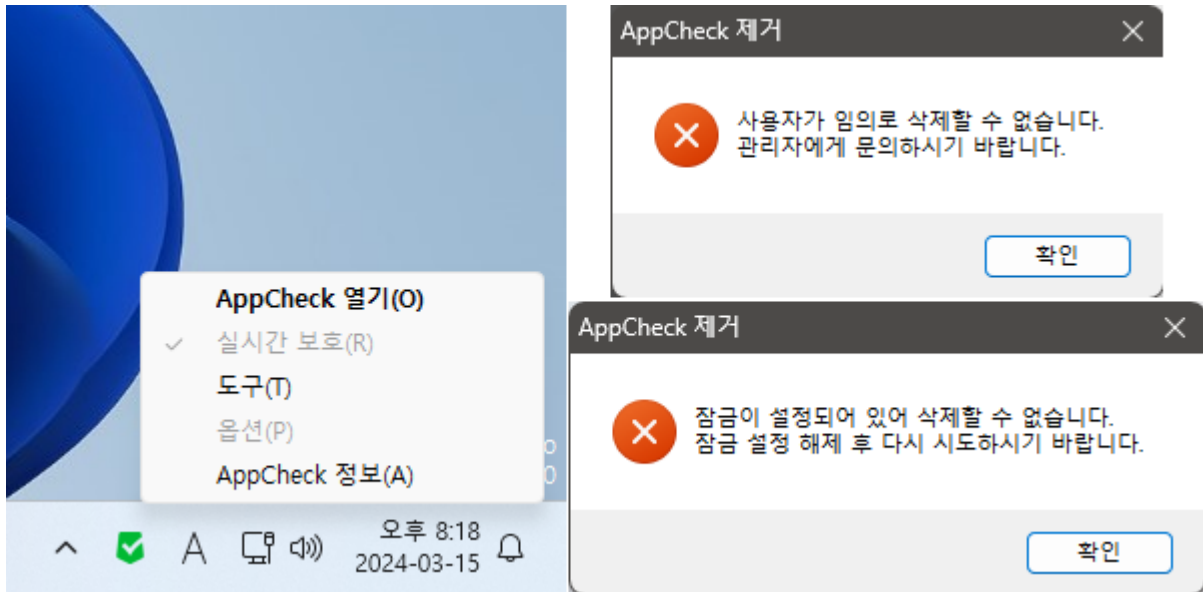 AppCheck 열기(O)
실시간 보호(R)
도구(T)
옵션(P)
AppCheck 정보(A)
A
오후 8:18
2024-03-15
AppCheck 제거
사용자가 임의로 삭제할 수 없습니다.
관리자에게 문의하시기 바랍니다.
확인
AppCheck 제거
잠금이 설정되어 있어 삭제할 수 없습니다.
잠금 설정 해제 후 다시 시도하시기 바랍니다.
확인